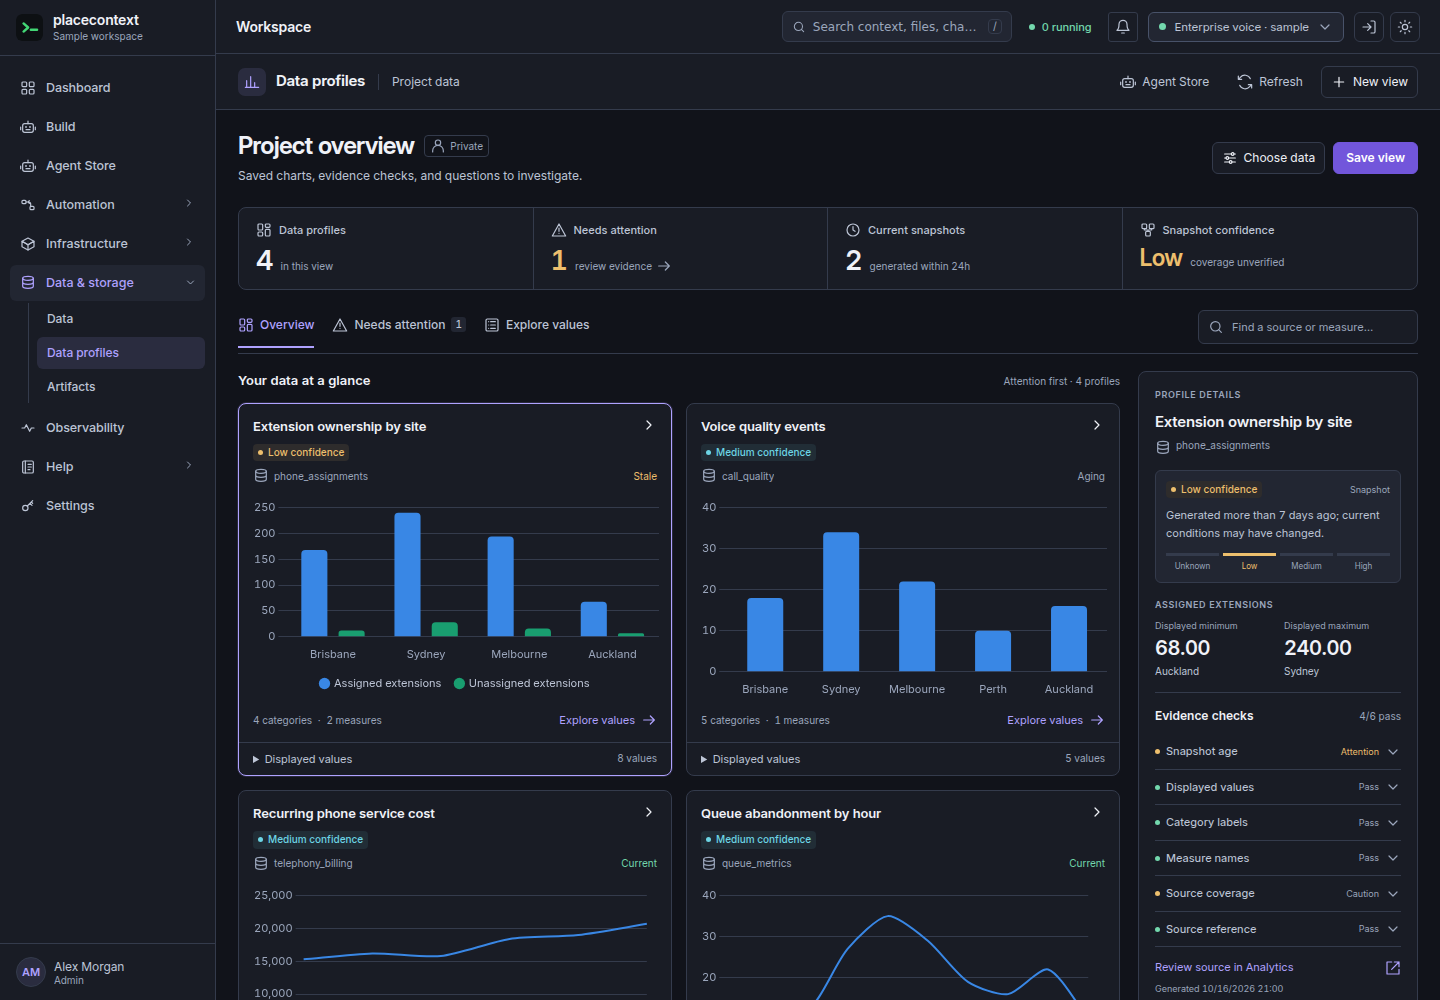 placecontext
Sample workspace
Dashboard
Build
Agent Store
Automation
Infrastructure
Data & storage
Data
Data profiles
Artifacts
Observability
Help
Settings
AM
Alex Morgan
Admin
Workspace
Search context, files, cha…
/
0 running
Enterprise voice · sample
Data profiles
Project data
Agent Store
Refresh
New view
Project overview
Private
Saved charts, evidence checks, and questions to investigate.
Choose data
Save view
Data profiles
4 in this view
Needs attention
1 review evidence
Current snapshots
2 generated within 24h
Snapshot confidence
Low coverage unverified
Overview
Needs attention 1
Explore values
Find a source or measure...
Your data at a glance
Attention first · 4 profiles
Extension ownership by site
Low confidence
phone_assignments
Stale
250
200
150
100
50
0
Brisbane
Sydney
Melbourne
Auckland
Assigned extensions
Unassigned extensions
4 categories · 2 measures
Explore values
Displayed values
8 values
Voice quality events
Medium confidence
call_quality
Aging
40
30
20
10
0
Brisbane
Sydney
Melbourne
Perth
Auckland
5 categories · 1 measures
Explore values
Displayed values
5 values
Recurring phone service cost
Medium confidence
telephony_billing
Current
25,000
20,000
15,000
10,000
Queue abandonment by hour
Medium confidence
queue_metrics
Current
40
30
20
PROFILE DETAILS
Extension ownership by site
phone_assignments
Low confidence
Snapshot
Generated more than 7 days ago; current
conditions may have changed.
Unknown
Low
Medium
High
ASSIGNED EXTENSIONS
Displayed minimum
68.00
Auckland
Displayed maximum
240.00
Sydney
Evidence checks
4/6 pass
Snapshot age
Attention
Displayed values
Pass
Category labels
Pass
Measure names
Pass
Source coverage
Caution
Source reference
Pass
Review source in Analytics
Generated 10/16/2026 21:00